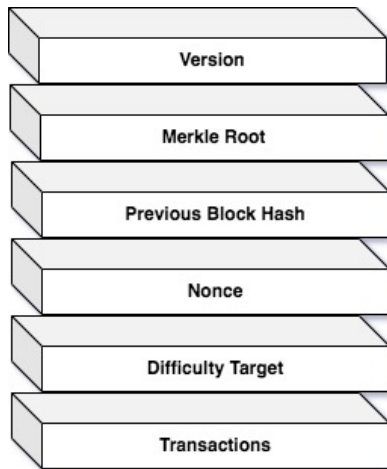 Version
Merkle Root
Previous Block Hash
Nonce
Difficulty Target
Transactions